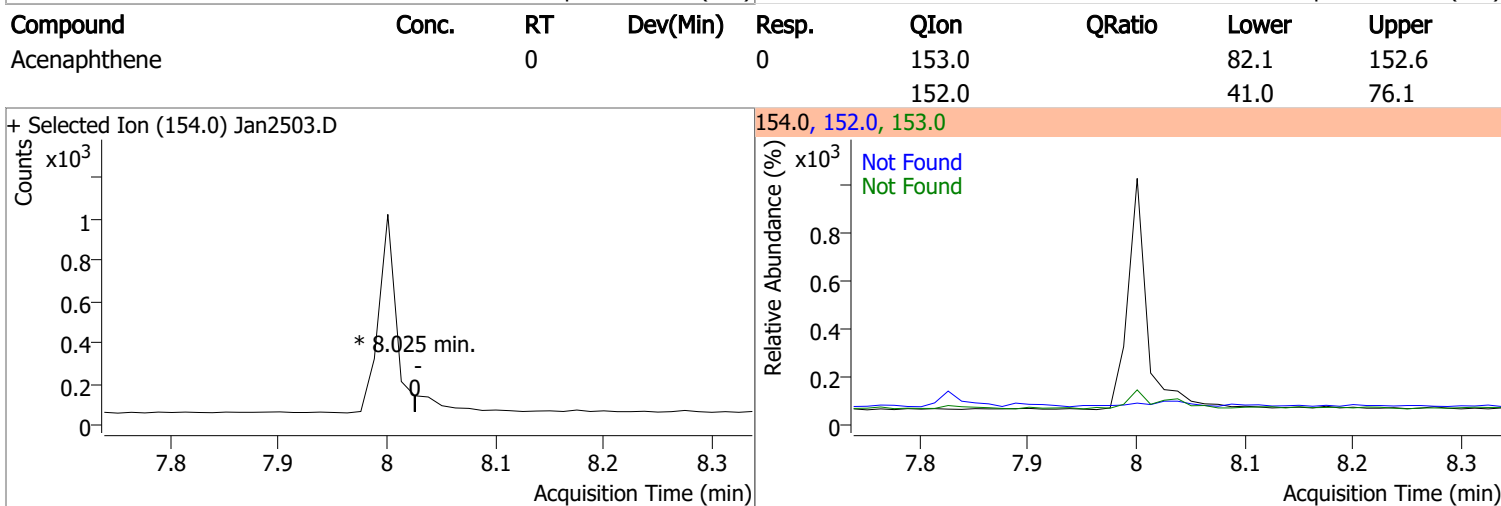 Compound Conc. RT Dev(Min) Resp. QIon QRatio Lower Upper
Acenaphthene 0 0 153.0 82.1 152.6
152.0 41.0 76.1
+ Selected Ion (154.0) Jan2503.D
Counts
x10³
1
0.8
0.6
0.4
0.2
0
* 8.025 min.
-
0
7.8 7.9 8 8.1 8.2 8.3
Acquisition Time (min)
154.0, 152.0, 153.0
Relative Abundance (%)
x10³
Not Found
Not Found
0.8
0.6
0.4
0.2
0
7.8 7.9 8 8.1 8.2 8.3
Acquisition Time (min)